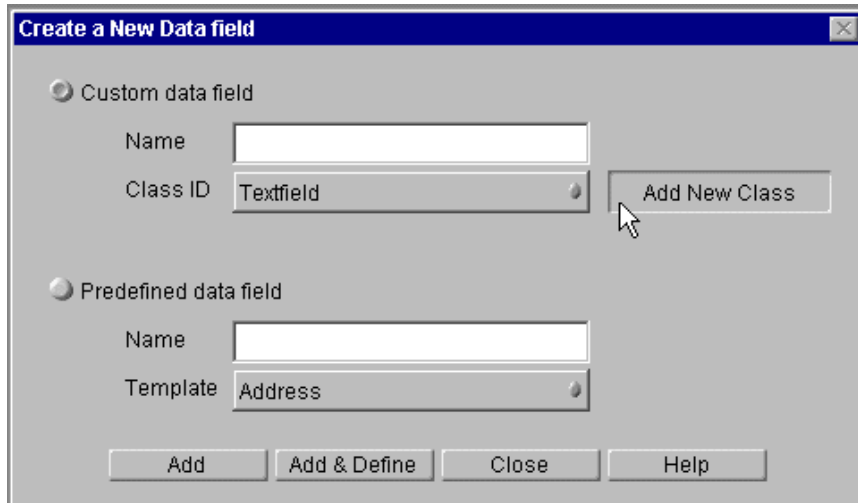 Create a New Data field
Custom data field
Name
Class ID Textfield Add New Class
Predefined data field
Name
Template Address
Add Add & Define Close Help